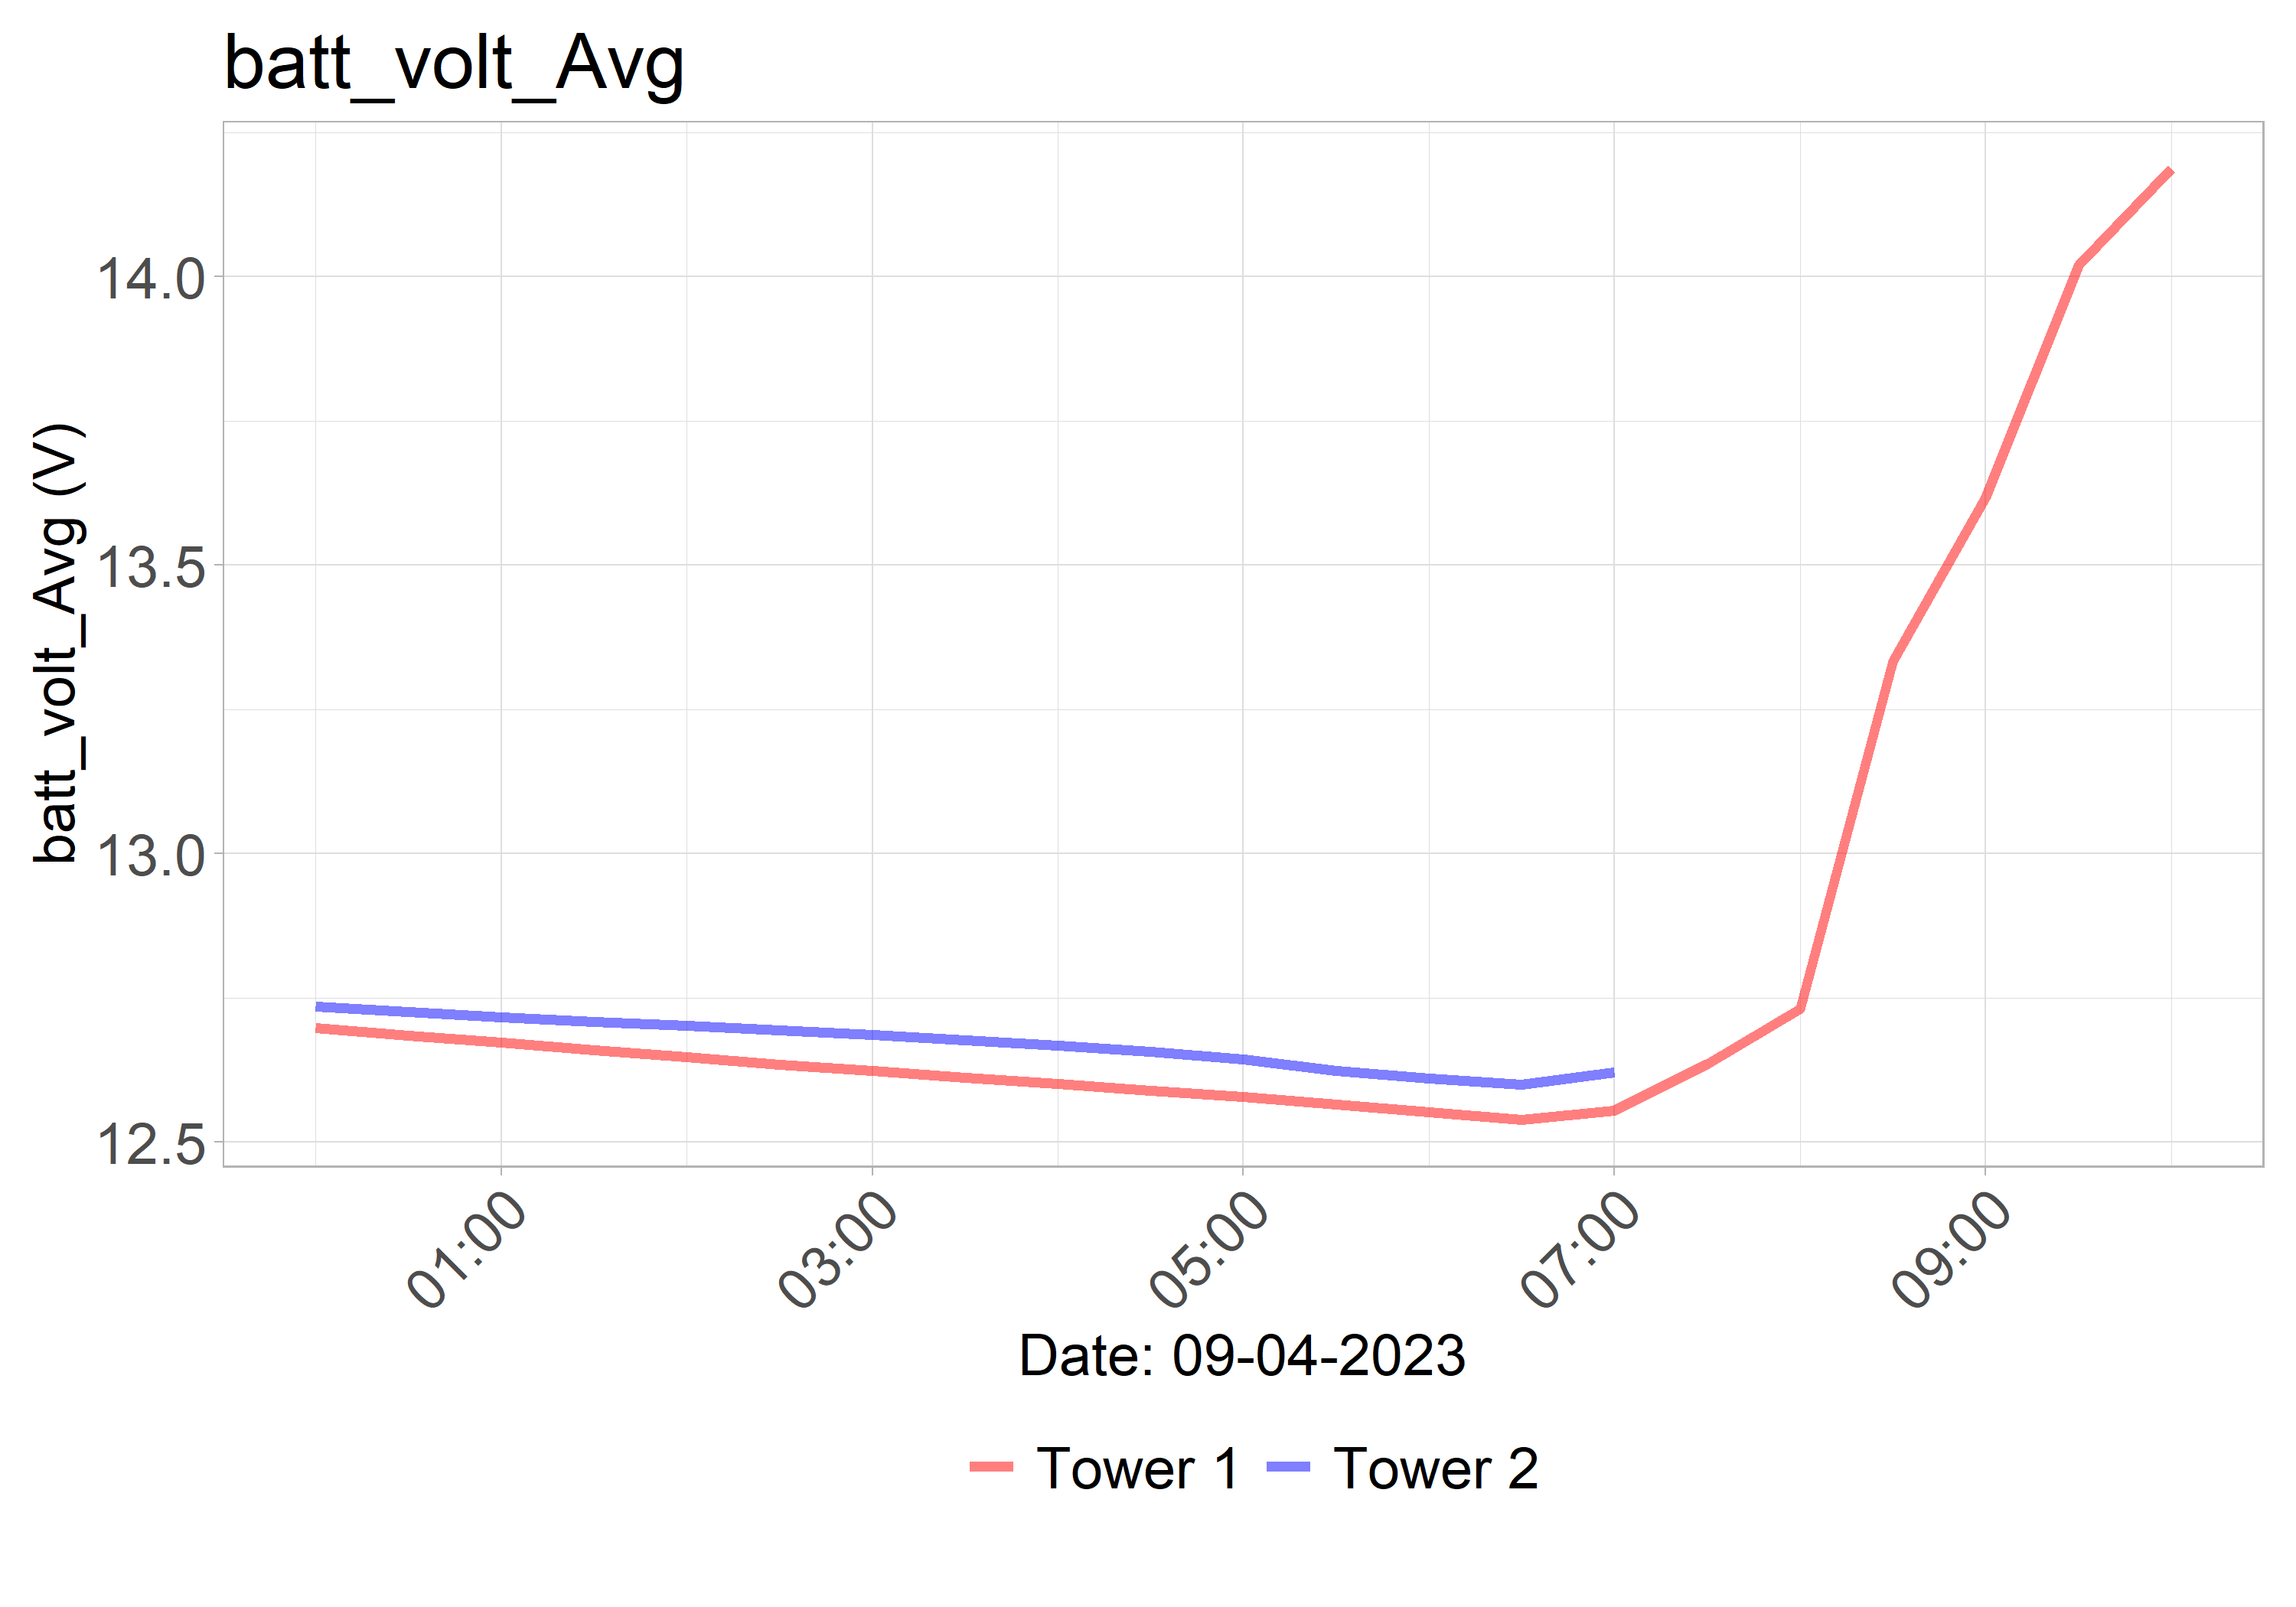 batt_volt_Avg
batt_volt_Avg (V)
14.0
13.5
13.0
12.5
01:00
03:00
05:00
07:00
09:00
Date: 09-04-2023
Tower 1
Tower 2